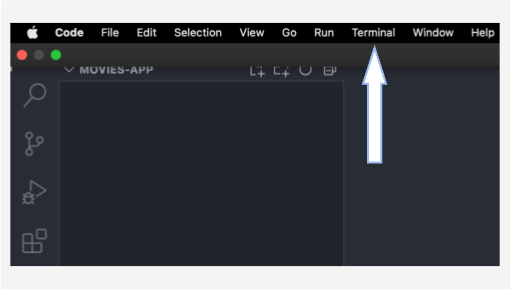 Code File Edit Selection View Go Run Terminal Window Help
MOVIES-APP